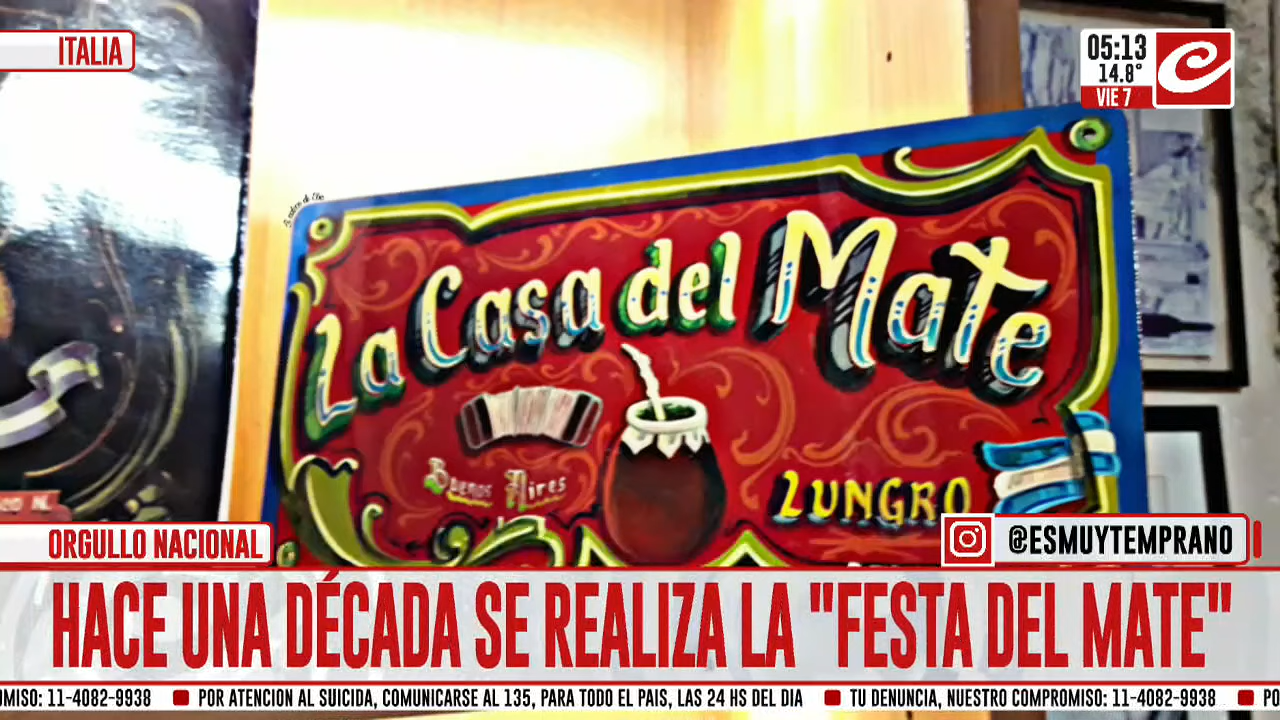 ITALIA
05:13
14.8°
VIE 7
La Casa del Mate
Buenos Aires
LUNGRO
ORGULLO NACIONAL
@ESMUYTEMPRANO
HACE UNA DÉCADA SE REALIZA LA "FESTA DEL MATE"
OMISO: 11-4082-9938 POR ATENCION AL SUICIDA, COMUNICARSE AL 135, PARA TODO EL PAIS, LAS 24 HS DEL DIA TU DENUNCIA, NUESTRO COMPROMISO: 11-4082-9938 PO